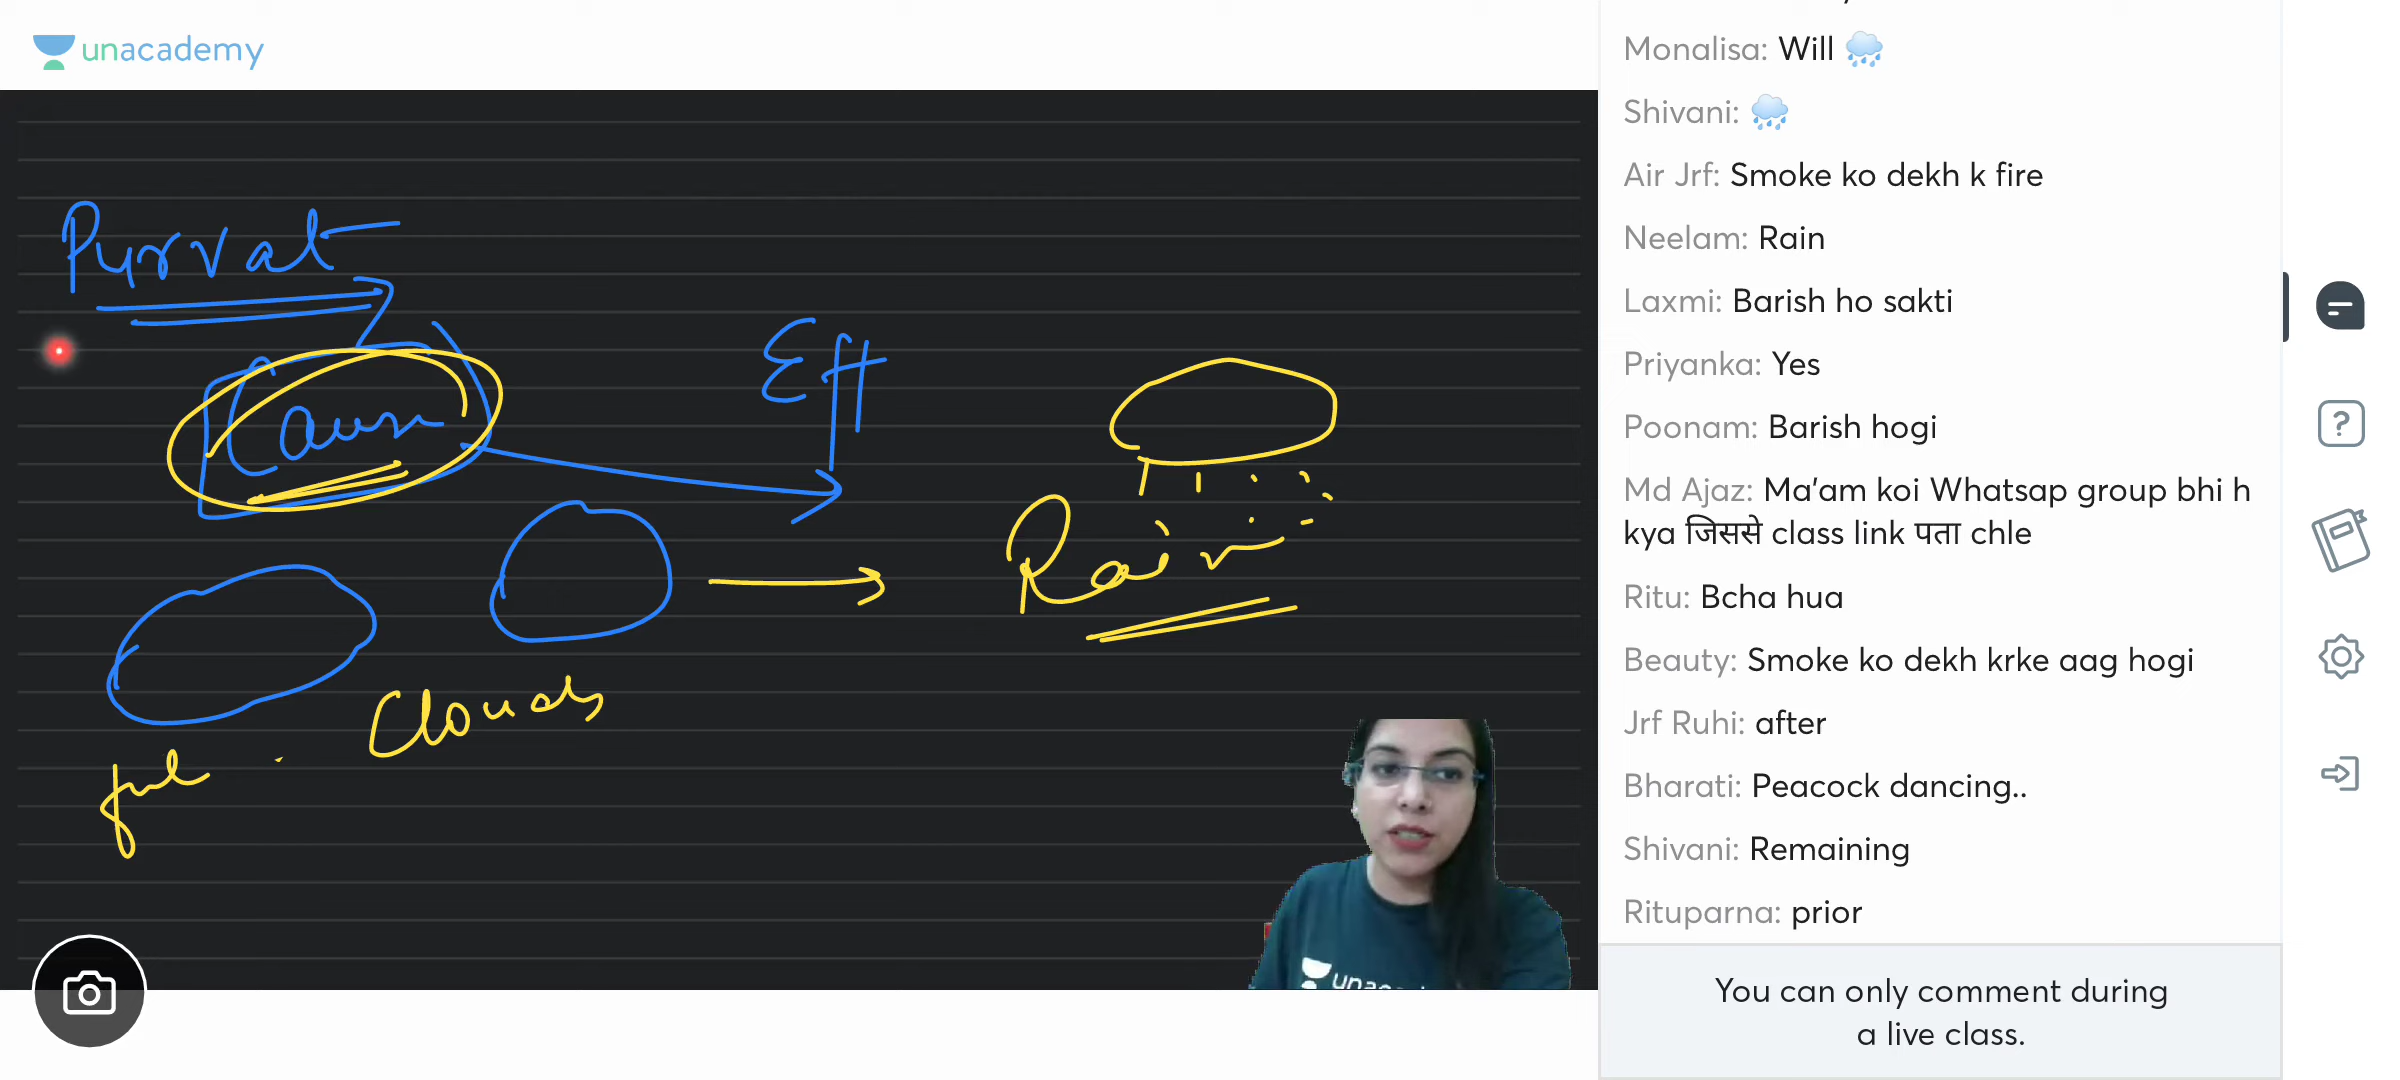 unacademy
Purvat
Cause
Eff
Rain
Clouds
Monalisa: Will 🌧️
Shivani: 🌧️
Air Jrf: Smoke ko dekh k fire
Neelam: Rain
Laxmi: Barish ho sakti
Priyanka: Yes
Poonam: Barish hogi
Md Ajaz: Ma'am koi Whatsap group bhi h
kya जिससे class link पता chle
Ritu: Bcha hua
Beauty: Smoke ko dekh krke aag hogi
Jrf Ruhi: after
Bharati: Peacock dancing..
Shivani: Remaining
Rituparna: prior
You can only comment during
a live class.